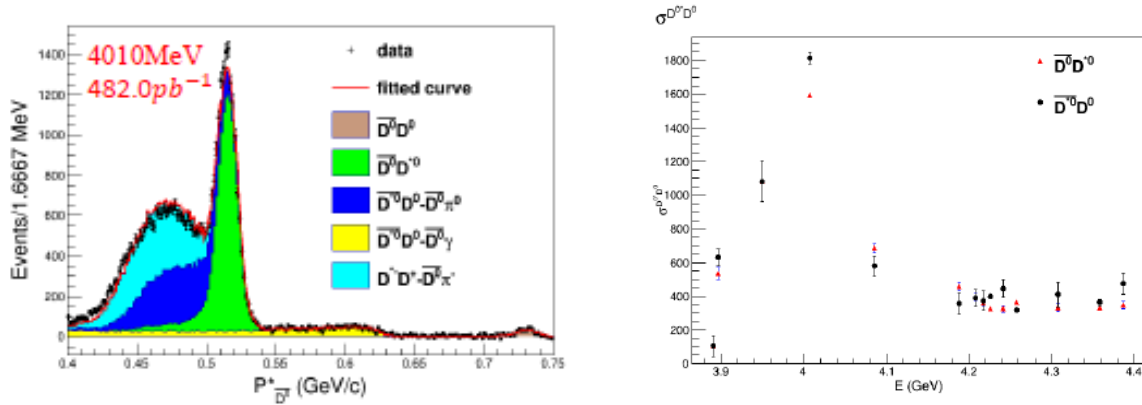 4010MeV
482.0pb⁻¹
data
fitted curve
D̄⁰D⁰
D̄⁰D*⁰
D̄*⁰D⁰-D̄⁰π⁰
D̄*⁰D⁰-D̄⁰γ
Events/1.6667 MeV
1400
1200
1000
800
600
400
200
0
0.4
0.45
0.5
0.55
0.6
0.65
0.7
0.75
P*D̄⁰ (GeV/c)
σD⁰*D⁰
1800
1600
1400
1200
1000
800
600
400
200
0
D̄⁰D*⁰
D̄*⁰D⁰
3.9
4
4.1
4.2
4.3
4.4
E (GeV)